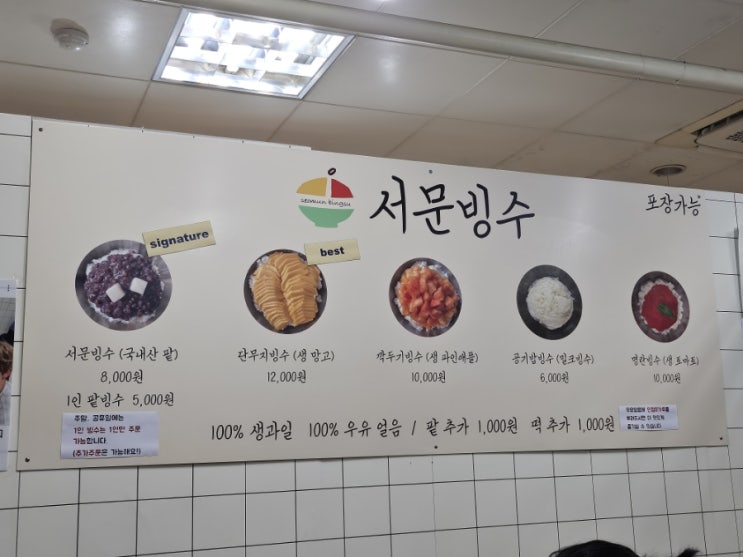 seomun bingsu
서문빙수
포장가능
signature
best
서문빙수 (국내산 팥)
8,000원
1인 팥빙수 5,000원
단무지빙수 (생 망고)
12,000원
깍두기빙수 (생 파인애플)
10,000원
공기밥빙수 (밀크빙수)
6,000원
명란빙수 (생 토마토)
10,000원
주말, 공휴일에는
1인 빙수는 1인만 주문
가능합니다
(추가주문은 가능해요!)
100% 생과일 100% 우유 얼음 / 팥 추가 1,000원 떡 추가 1,000원